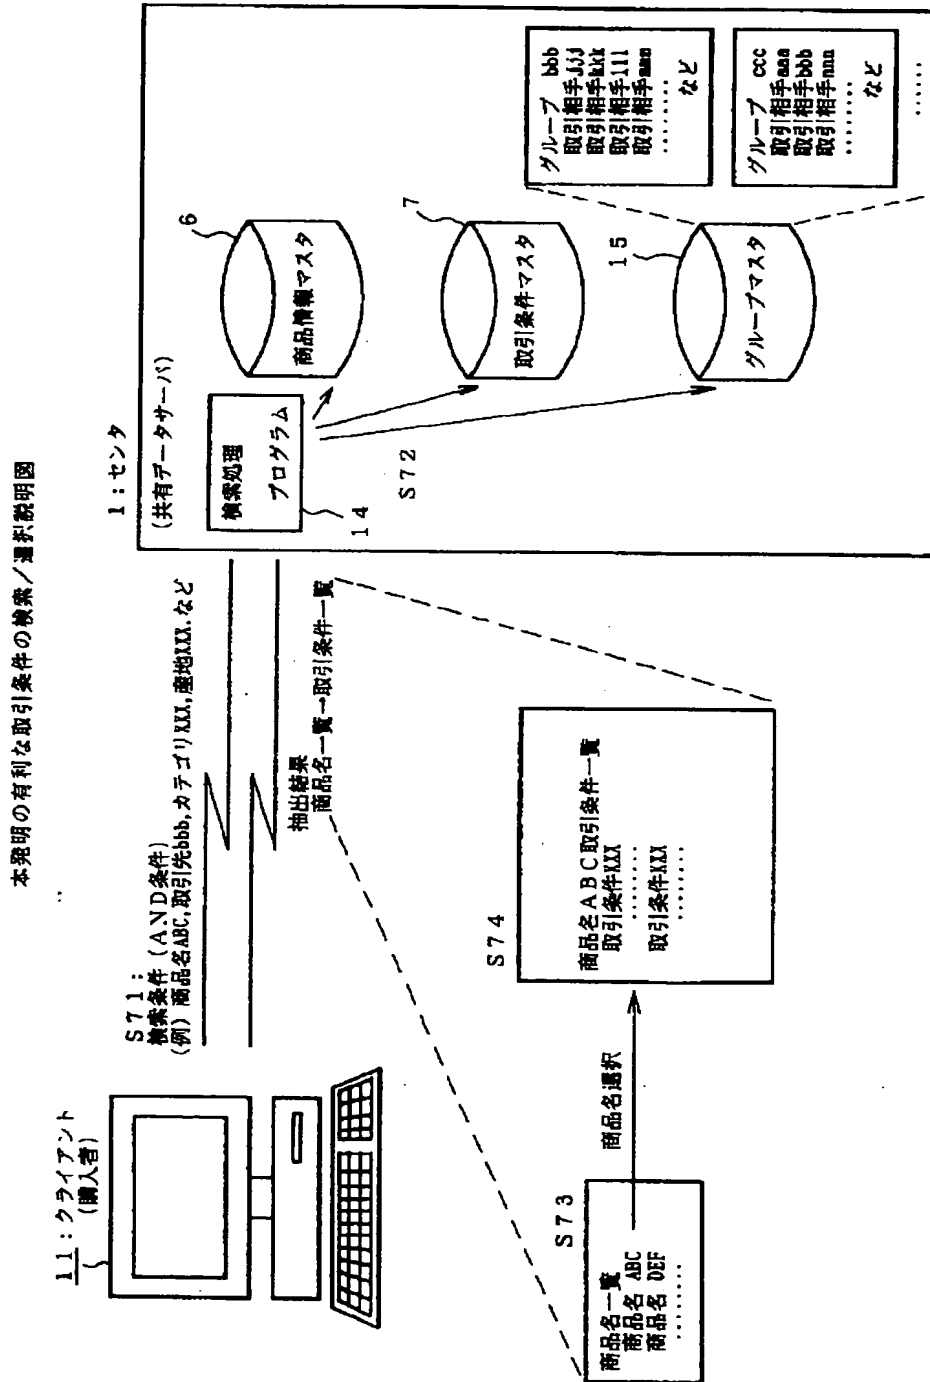 本発明の有利な取引条件の検索／選択説明図
11：クライアント
(購入者)
S71：
検索条件（AND条件）
(例) 商品名ABC,取引先bbb,カテゴリXXX,産地XXX.など
抽出結果
商品名一覧→取引条件一覧
1：センタ
(共有データサーバ)
検索処理
プログラム
14
S72
6
商品情報マスタ
7
取引条件マスタ
15
グループマスタ
グループ bbb
取引相手jjj
取引相手kkk
取引相手lll
取引相手mmm
........
など
グループ ccc
取引相手aaa
取引相手bbb
取引相手nnn
........
など
......
S73
商品名一覧
商品名 ABC
商品名 DEF
........
商品名選択
S74
商品名ABC取引条件一覧
取引条件XXX
........
取引条件XXX
........